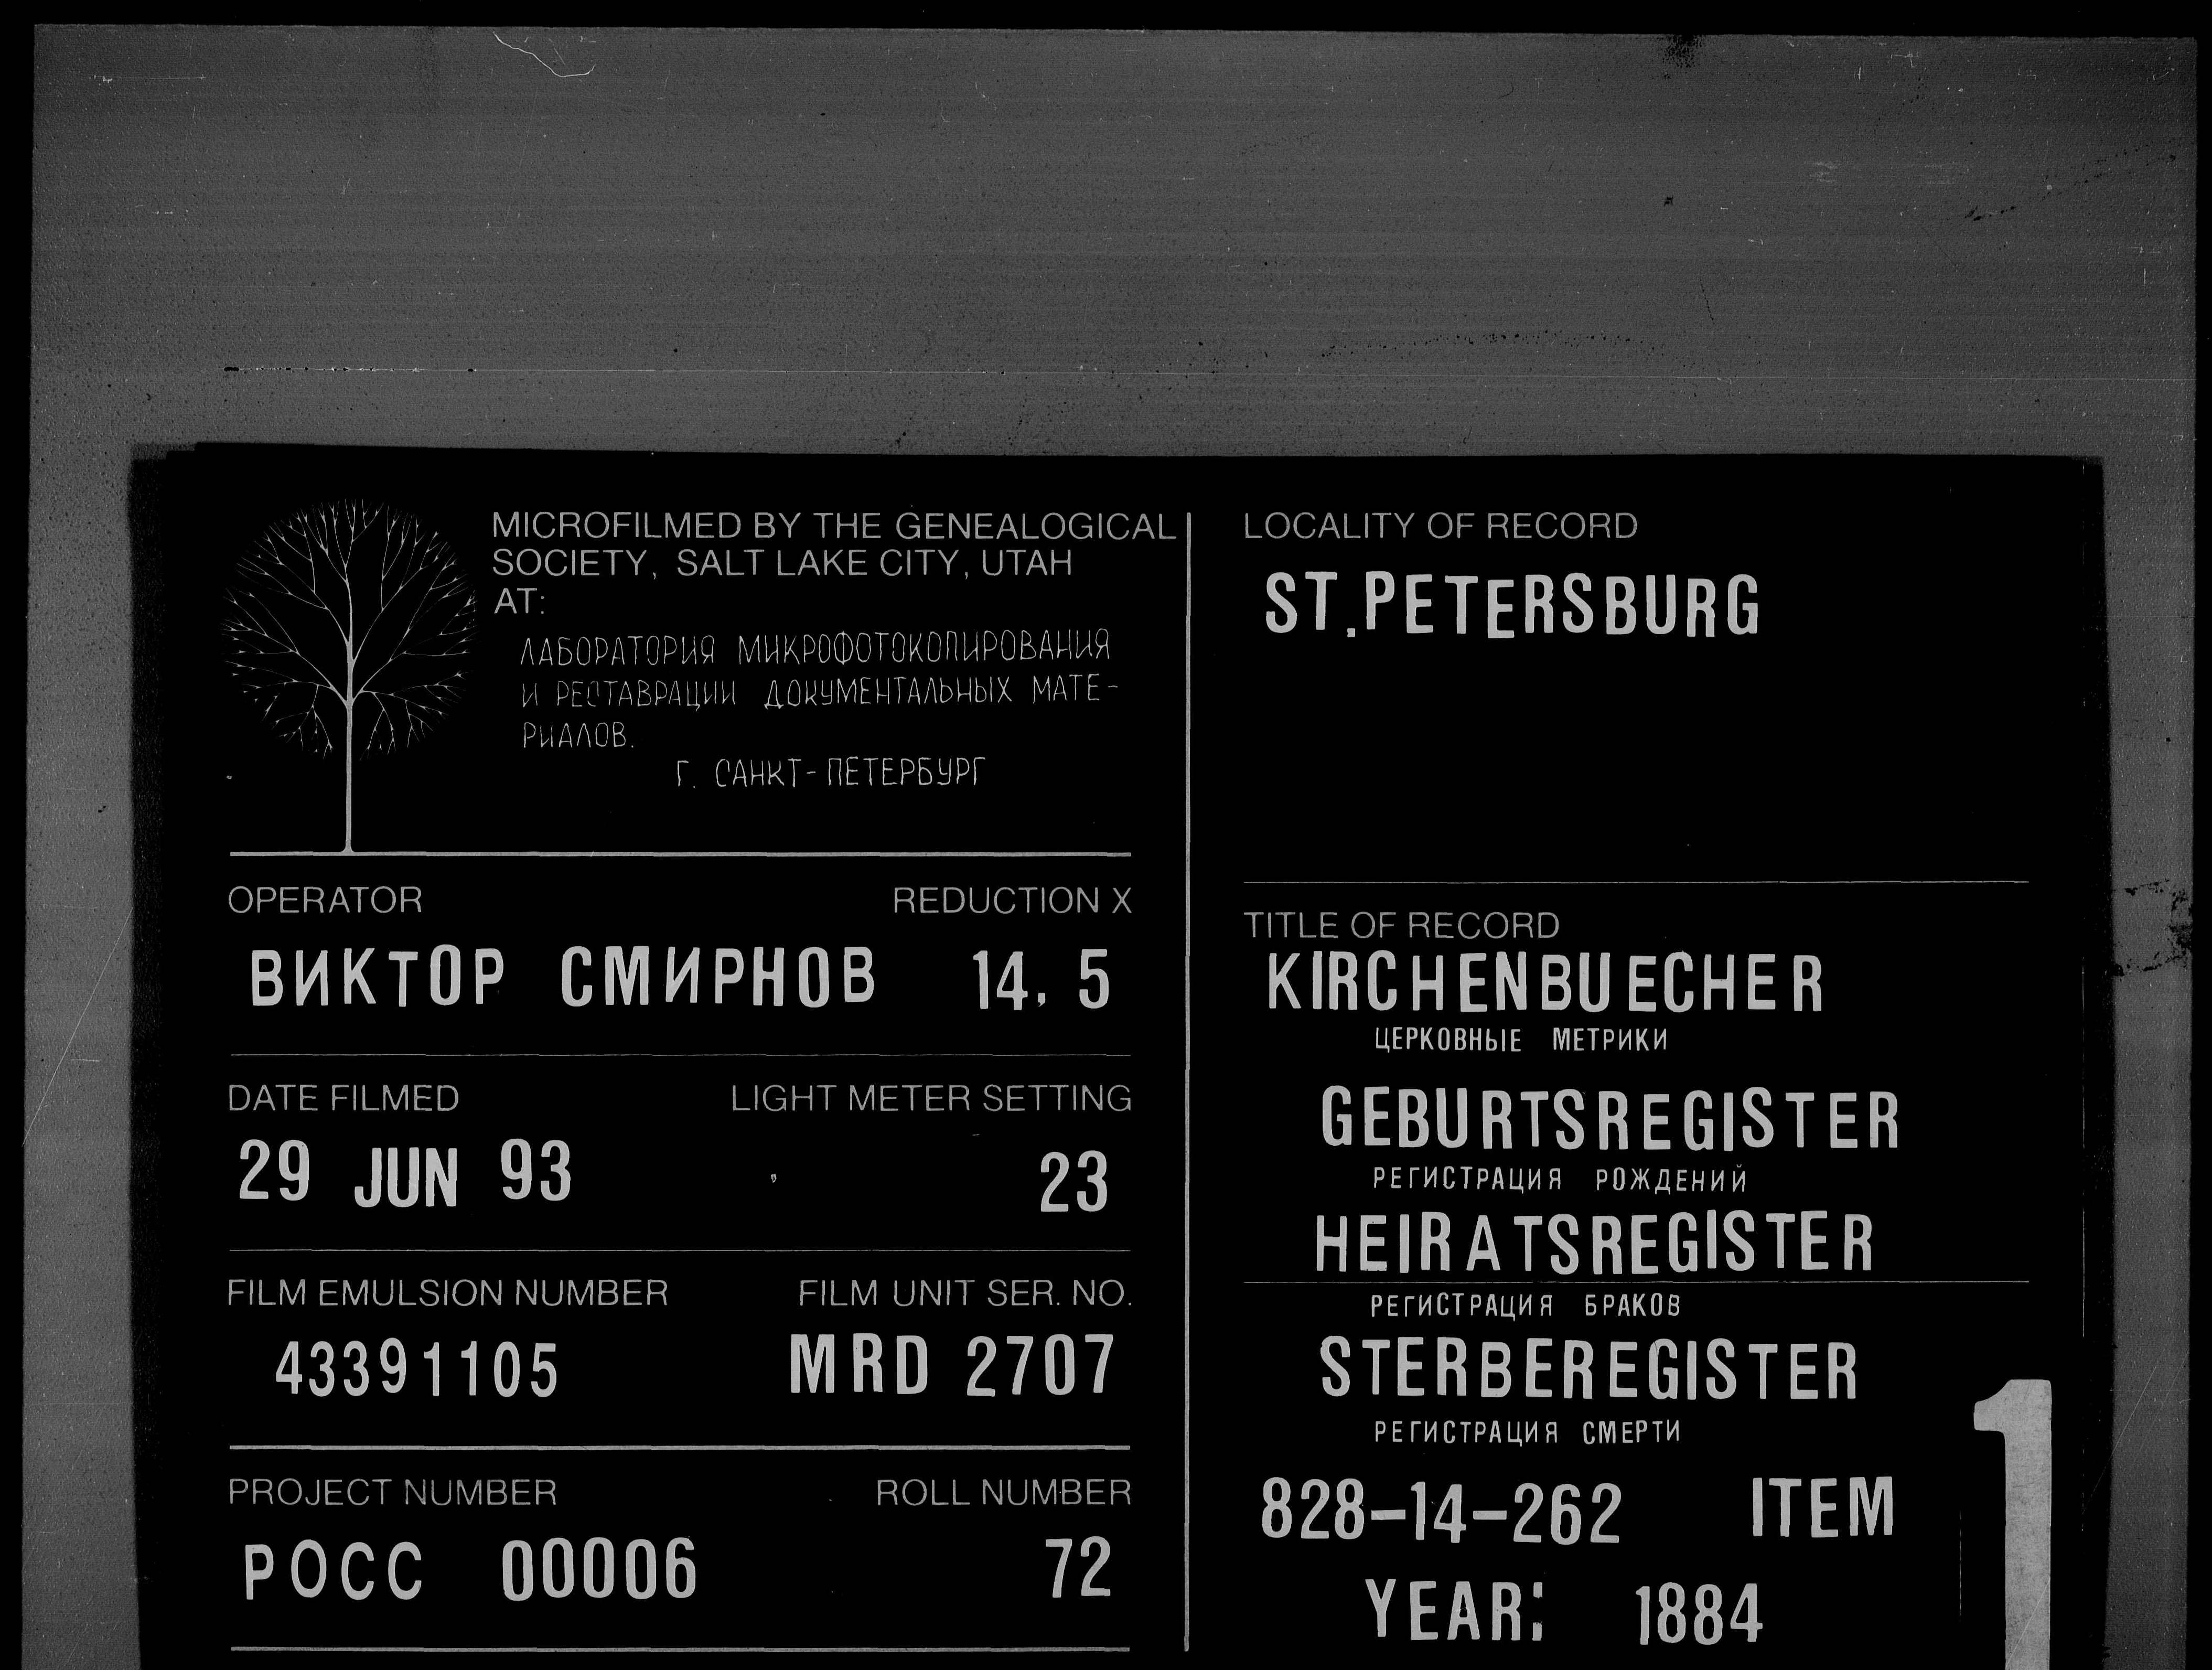 MICROFILMED BY THE GENEALOGICAL
SOCIETY, SALT LAKE CITY, UTAH
AT:
ЛАБОРАТОРИЯ МИКРОФОТОКОПИРОВАНИЯ
И РЕСТАВРАЦИИ ДОКУМЕНТАЛЬНЫХ МАТЕ-
РИАЛОВ.
Г. САНКТ-ПЕТЕРБУРГ
OPERATOR REDUCTION X
ВИКТОР СМИРНОВ 14,5
DATE FILMED LIGHT METER SETTING
29 JUN 93 23
FILM EMULSION NUMBER FILM UNIT SER. NO.
43391105 MRD 2707
PROJECT NUMBER ROLL NUMBER
РОСС 00006 72
LOCALITY OF RECORD
ST.PETERSBURG
TITLE OF RECORD
KIRCHENBUECHER
ЦЕРКОВНЫЕ МЕТРИКИ
GEBURTSREGISTER
РЕГИСТРАЦИЯ РОЖДЕНИЙ
HEIRATSREGISTER
РЕГИСТРАЦИЯ БРАКОВ
STERBEREGISTER
РЕГИСТРАЦИЯ СМЕРТИ
828-14-262 ITEM 1
YEAR: 1884